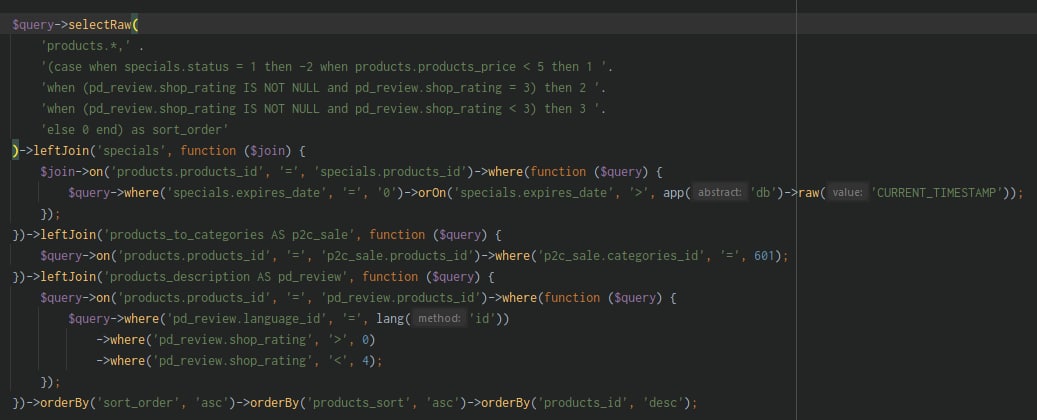 $query->selectRaw(
    'products.*,' .
    '(case when specials.status = 1 then -2 when products.products_price < 5 then 1 '.
    'when (pd_review.shop_rating IS NOT NULL and pd_review.shop_rating = 3) then 2 '.
    'when (pd_review.shop_rating IS NOT NULL and pd_review.shop_rating < 3) then 3 '.
    'else 0 end) as sort_order'
)->leftJoin('specials', function ($join) {
    $join->on('products.products_id', '=', 'specials.products_id')->where(function ($query) {
        $query->where('specials.expires_date', '=', '0')->orOn('specials.expires_date', '>', app( abstract: 'db')->raw( value: 'CURRENT_TIMESTAMP'));
    });
})->leftJoin('products_to_categories AS p2c_sale', function ($query) {
    $query->on('products.products_id', '=', 'p2c_sale.products_id')->where('p2c_sale.categories_id', '=', 601);
})->leftJoin('products_description AS pd_review', function ($query) {
    $query->on('products.products_id', '=', 'pd_review.products_id')->where(function ($query) {
        $query->where('pd_review.language_id', '=', lang( method: 'id'))
            ->where('pd_review.shop_rating', '>', 0)
            ->where('pd_review.shop_rating', '<', 4);
    });
})->orderBy('sort_order', 'asc')->orderBy('products_sort', 'asc')->orderBy('products_id', 'desc');